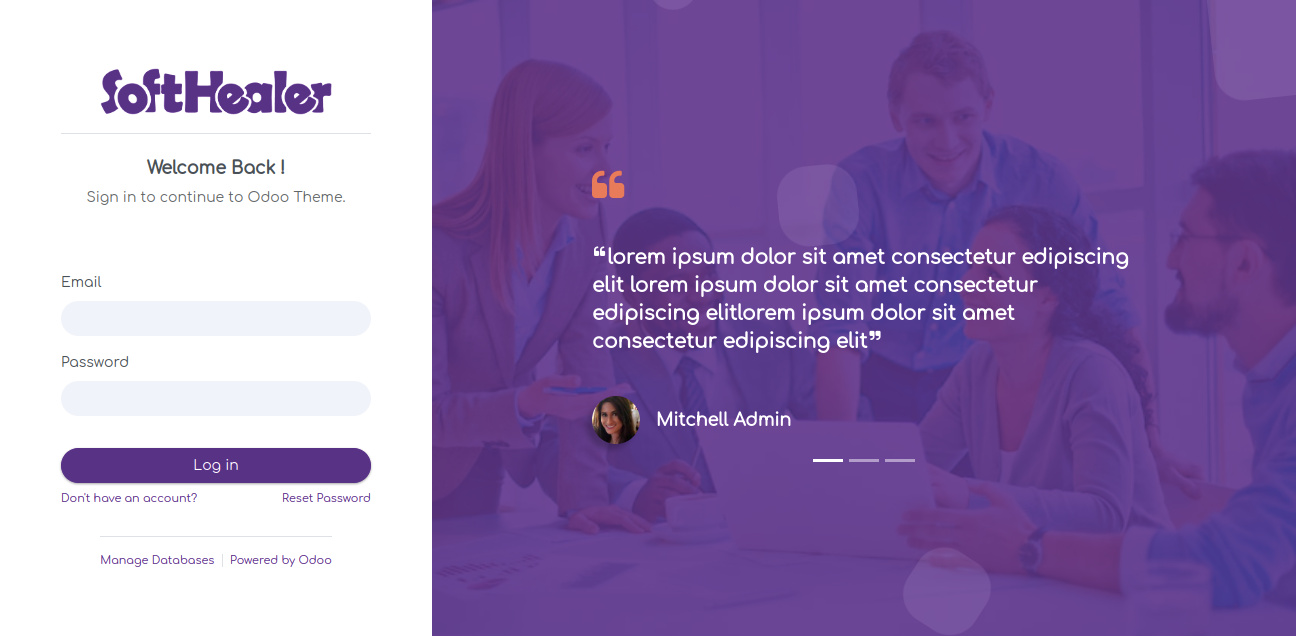 SoftHealer
Welcome Back !
Sign in to continue to Odoo Theme.
Email
Password
Log in
Don't have an account?
Reset Password
Manage Databases
Powered by Odoo
❝lorem ipsum dolor sit amet consectetur edipiscing
elit lorem ipsum dolor sit amet consectetur
edipiscing elitlorem ipsum dolor sit amet
consectetur edipiscing elit❞
Mitchell Admin